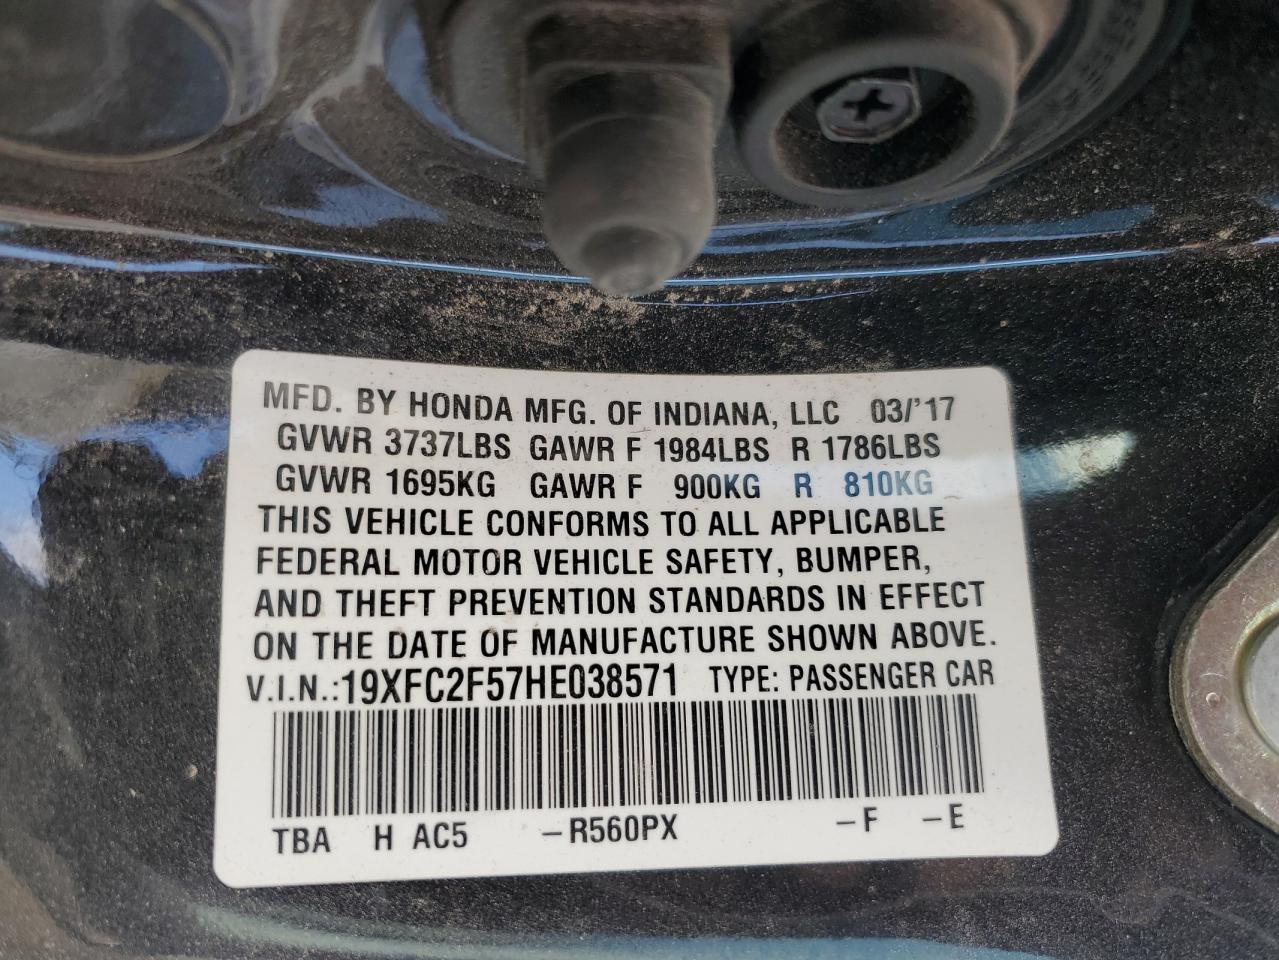 MFD. BY HONDA MFG. OF INDIANA, LLC 03/'17
GVWR 3737LBS GAWR F 1984LBS R 1786LBS
GVWR 1695KG GAWR F 900KG R 810KG
THIS VEHICLE CONFORMS TO ALL APPLICABLE
FEDERAL MOTOR VEHICLE SAFETY, BUMPER,
AND THEFT PREVENTION STANDARDS IN EFFECT
ON THE DATE OF MANUFACTURE SHOWN ABOVE.
V.I.N.:19XFC2F57HE038571 TYPE: PASSENGER CAR
TBA H AC5 –R560PX –F –E